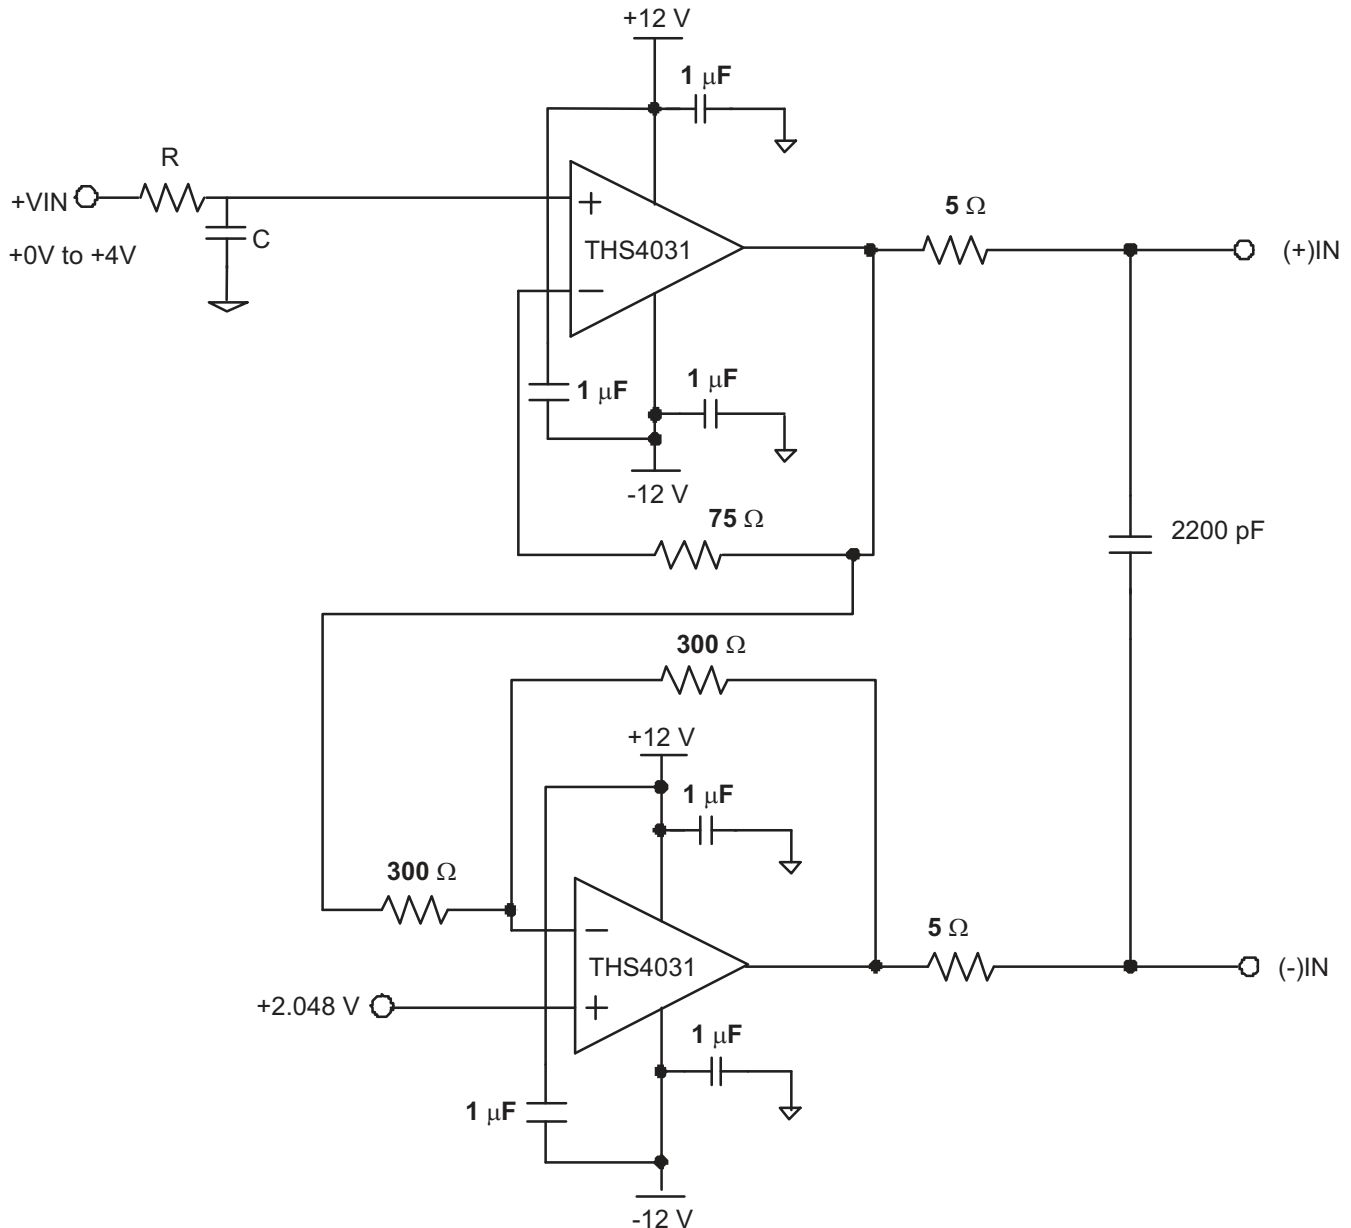 +12 V
1 μF
R
+VIN
C
+0V to +4V
+
THS4031
−
5 Ω
(+)IN
1 μF
1 μF
-12 V
75 Ω
2200 pF
300 Ω
+12 V
1 μF
300 Ω
−
THS4031
+
5 Ω
(-)IN
+2.048 V
1 μF
1 μF
-12 V